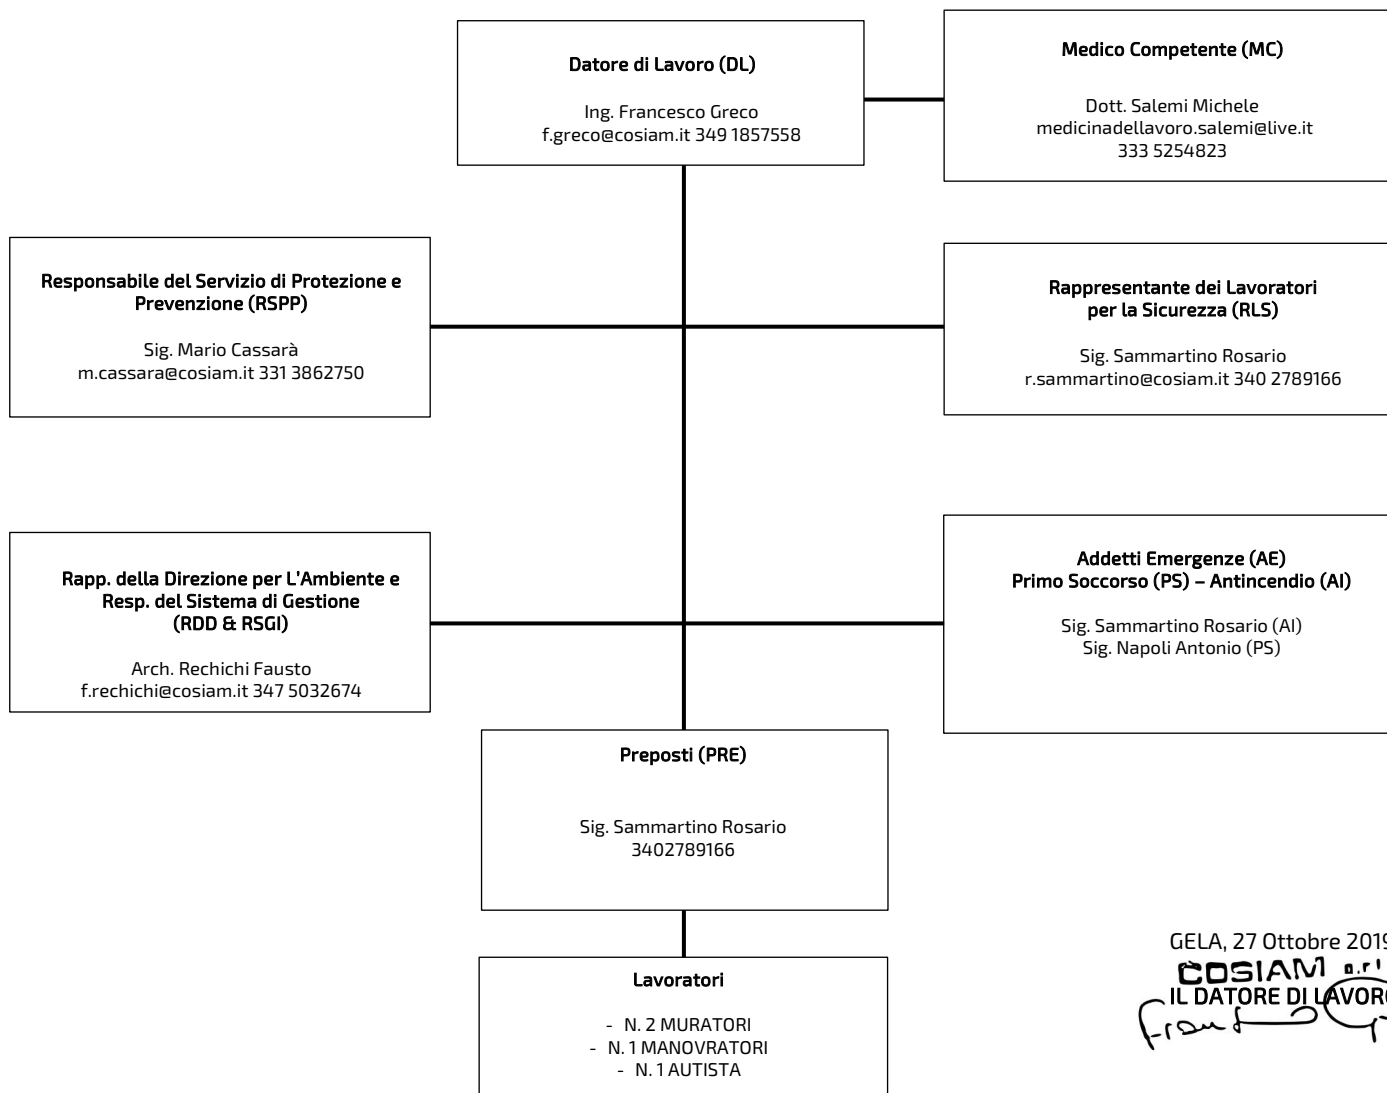 Datore di Lavoro (DL)
Ing. Francesco Greco
f.greco@cosiam.it 349 1857558
Medico Competente (MC)
Dott. Salemi Michele
medicinadellavoro.salemi@live.it
333 5254823
Responsabile del Servizio di Protezione e
Prevenzione (RSPP)
Sig. Mario Cassarà
m.cassara@cosiam.it 331 3862750
Rappresentante dei Lavoratori
per la Sicurezza (RLS)
Sig. Sammartino Rosario
r.sammartino@cosiam.it 340 2789166
Rapp. della Direzione per L'Ambiente e
Resp. del Sistema di Gestione
(RDD & RSGI)
Arch. Rechichi Fausto
f.rechichi@cosiam.it 347 5032674
Addetti Emergenze (AE)
Primo Soccorso (PS) – Antincendio (AI)
Sig. Sammartino Rosario (AI)
Sig. Napoli Antonio (PS)
Preposti (PRE)
Sig. Sammartino Rosario
3402789166
Lavoratori
- N. 2 MURATORI
- N. 1 MANOVRATORI
- N. 1 AUTISTA
GELA, 27 Ottobre 2019
COSIAM
IL DATORE DI LAVORO